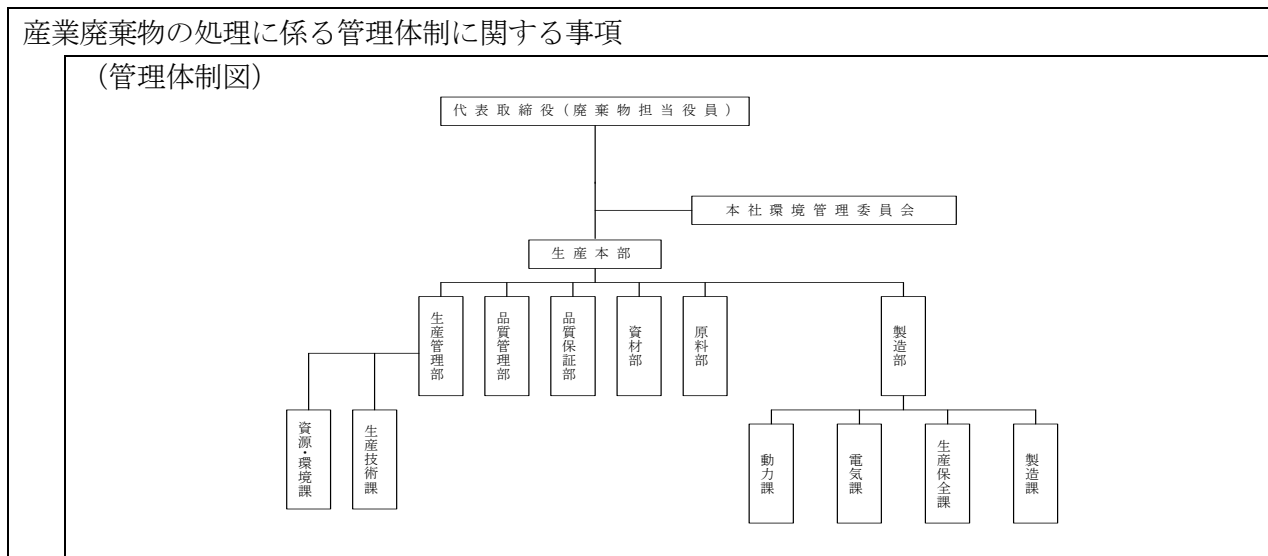 産業廃棄物の処理に係る管理体制に関する事項
（管理体制図）
代表取締役（廃棄物担当役員）
本社環境管理委員会
生産本部
生産管理部
品質管理部
品質保証部
資材部
原料部
製造部
資源・環境課
生産技術課
動力課
電気課
生産保全課
製造課